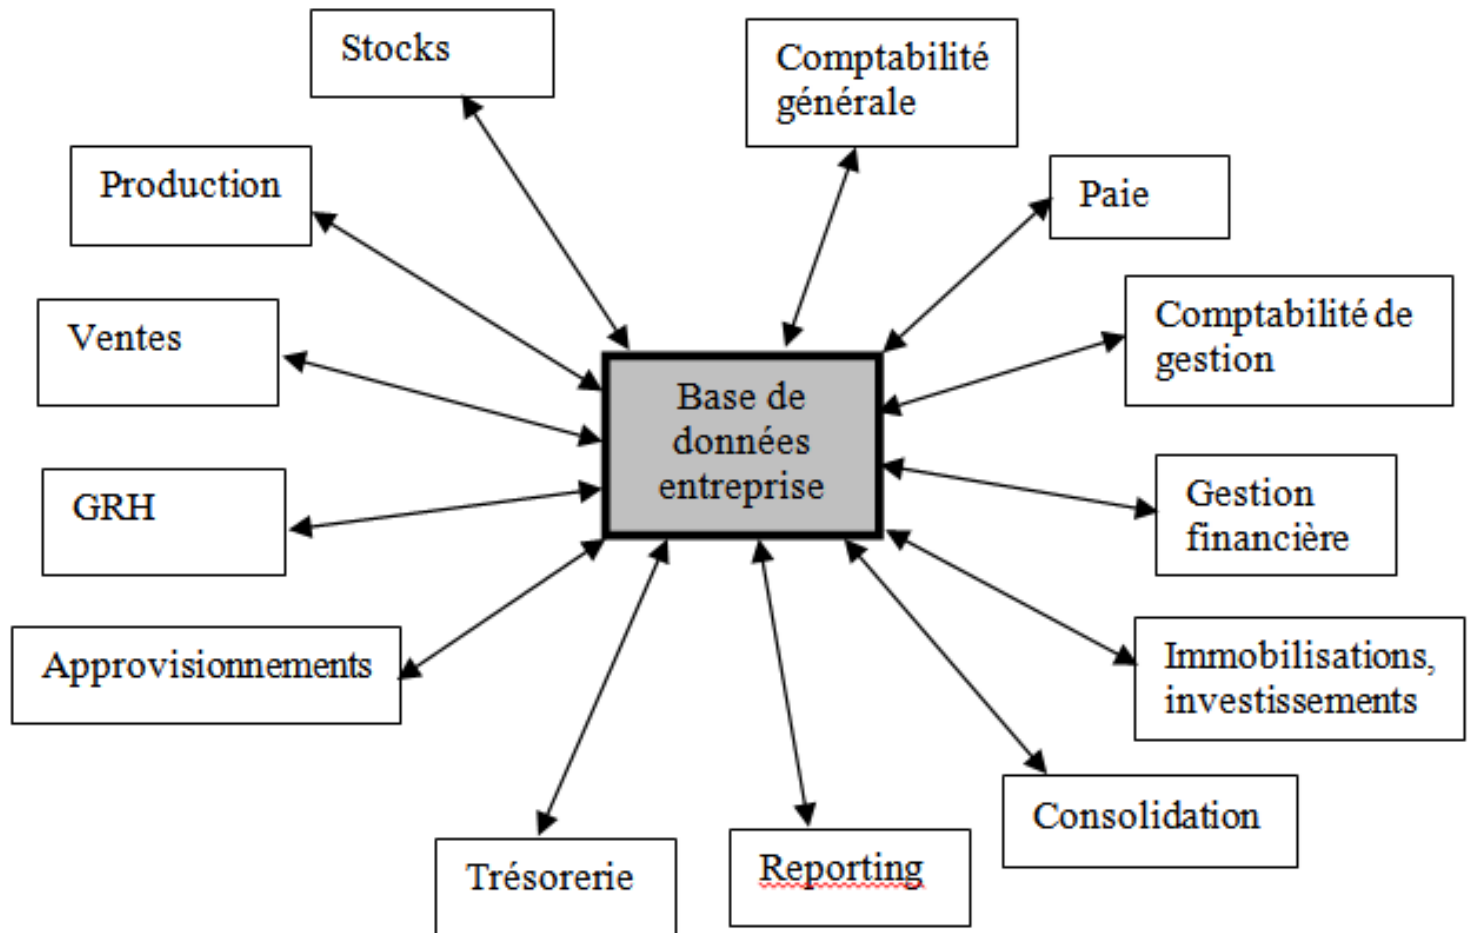 Stocks
Comptabilité
générale
Production
Paie
Ventes
Comptabilité de
gestion
Base de
données
entreprise
GRH
Gestion
financière
Approvisionnements
Immobilisations,
investissements
Consolidation
Trésorerie
Reporting